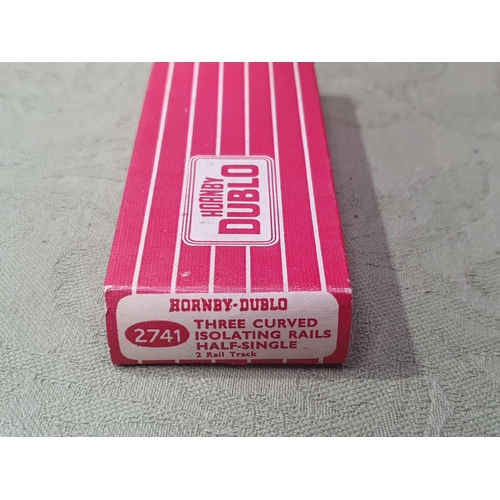 HORNBY
DUBLO
HORNBY-DUBLO
2741
THREE CURVED
ISOLATING RAILS
HALF-SINGLE
2 Rail Track